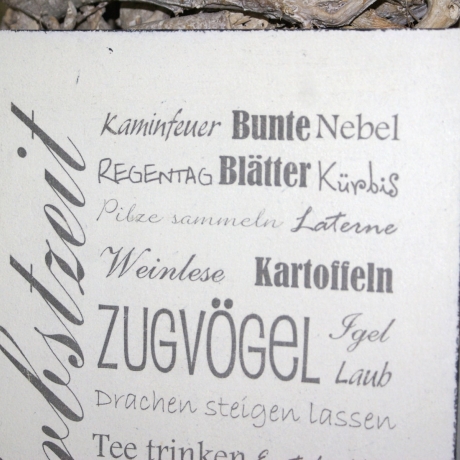 Kaminfeuer Bunte Nebel
REGENTAG Blätter Kürbis
Pilze sammeln Laterne
Weinlese Kartoffeln
ZUGVÖGEL Igel
Laub
Drachen steigen lassen
Tee trinken &